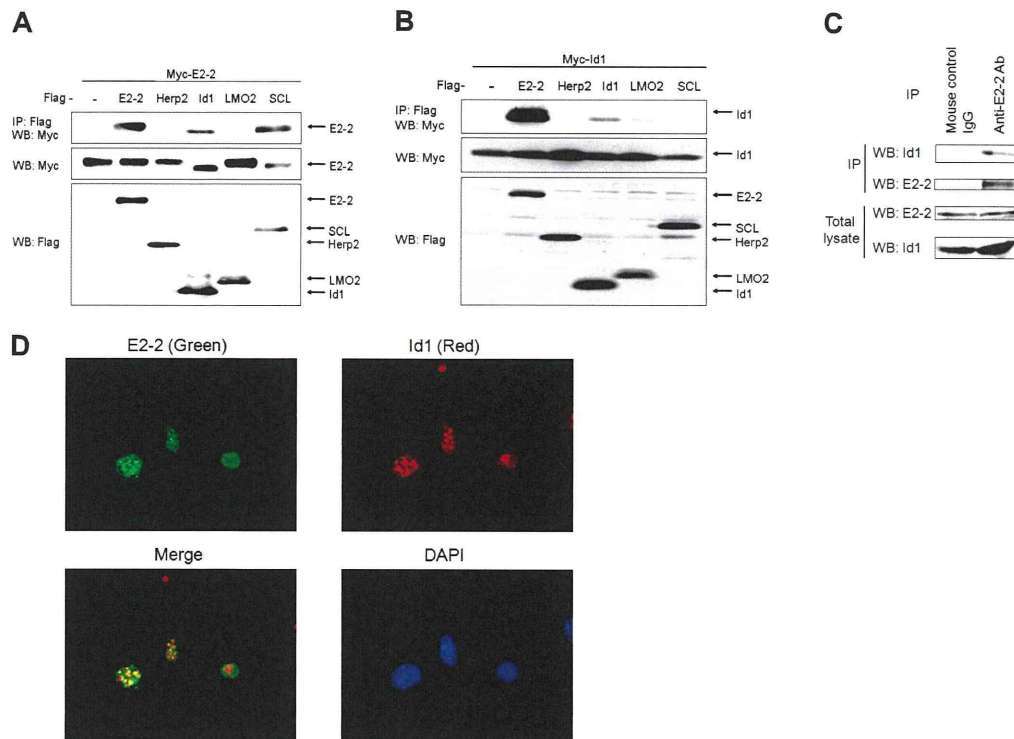 A
Myc-E2-2
Flag - - E2-2 Herp2 Id1 LMO2 SCL
IP: Flag
WB: Myc
E2-2
WB: Myc
E2-2
WB: Flag
E2-2
SCL
Herp2
LMO2
Id1
B
Myc-Id1
Flag- - E2-2 Herp2 Id1 LMO2 SCL
IP: Flag
WB: Myc
Id1
WB: Myc
Id1
WB: Flag
E2-2
SCL
Herp2
LMO2
Id1
C
IP
Mouse control
IgG
Anti-E2-2 Ab
IP
WB: Id1
WB: E2-2
Total
lysate
WB: E2-2
WB: Id1
D
E2-2 (Green)
Id1 (Red)
Merge
DAPI